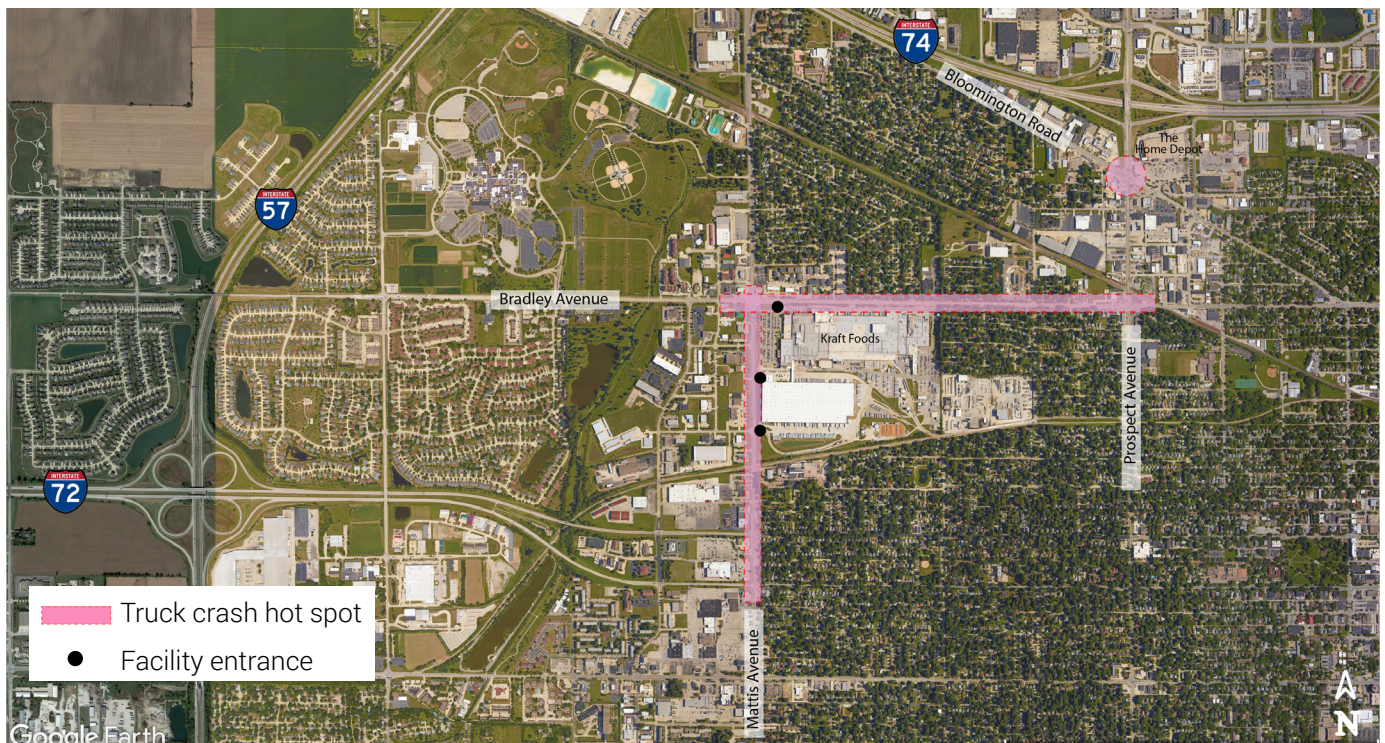 INTERSTATE
74
Bloomington Road
The
Home Depot
INTERSTATE
57
Bradley Avenue
Kraft Foods
Prospect Avenue
INTERSTATE
72
Truck crash hot spot
Facility entrance
Mattis Avenue
N
Google Earth